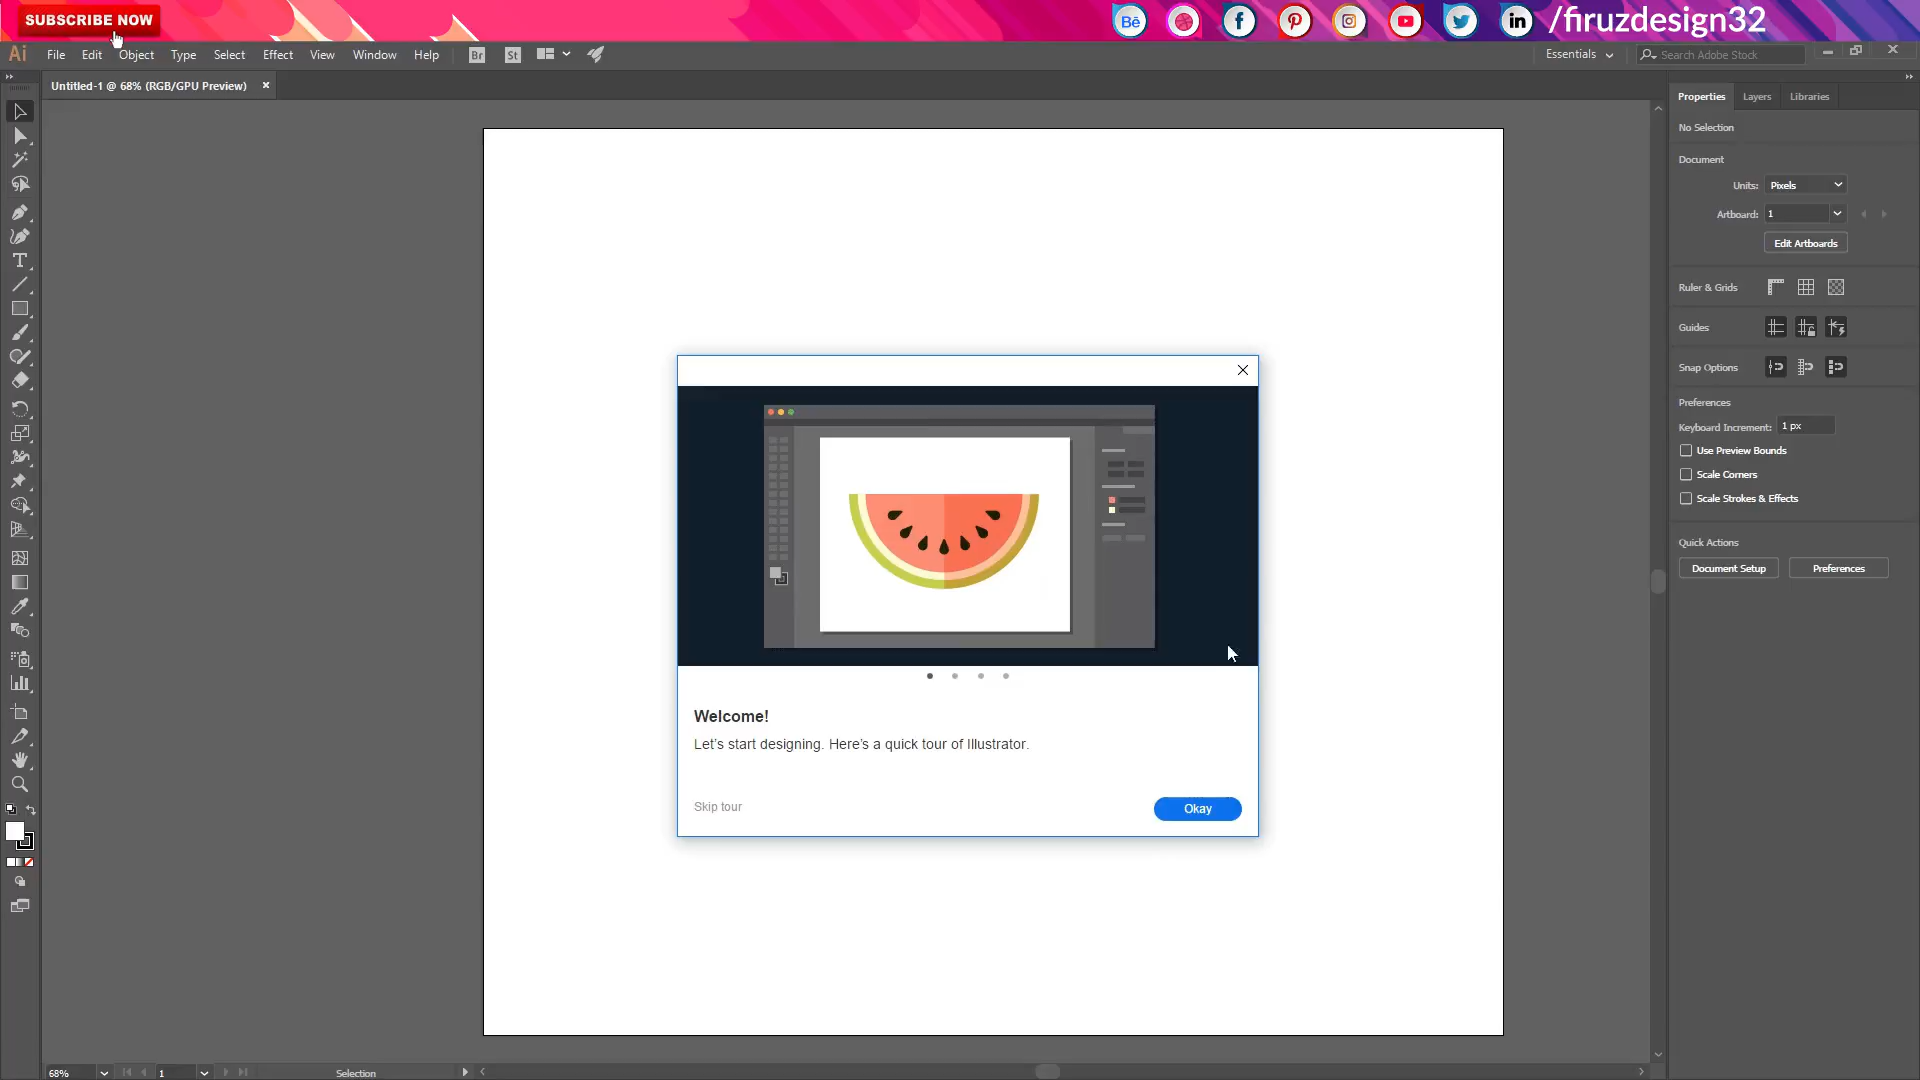 SUBSCRIBE NOW
Bē
/firuzdesign32
Ai File Edit Object Type Select Effect View Window Help Br St Essentials Search Adobe Stock
Untitled-1 @ 68% (RGB/GPU Preview)
Properties Layers Libraries
No Selection
Document
Units: Pixels
Artboard: 1
Edit Artboards
Ruler & Grids
Guides
Snap Options
Preferences
Keyboard Increment: 1 px
Use Preview Bounds
Scale Corners
Scale Strokes & Effects
Quick Actions
Document Setup Preferences
Welcome!
Let's start designing. Here's a quick tour of Illustrator.
Skip tour
Okay
68% 1 Selection